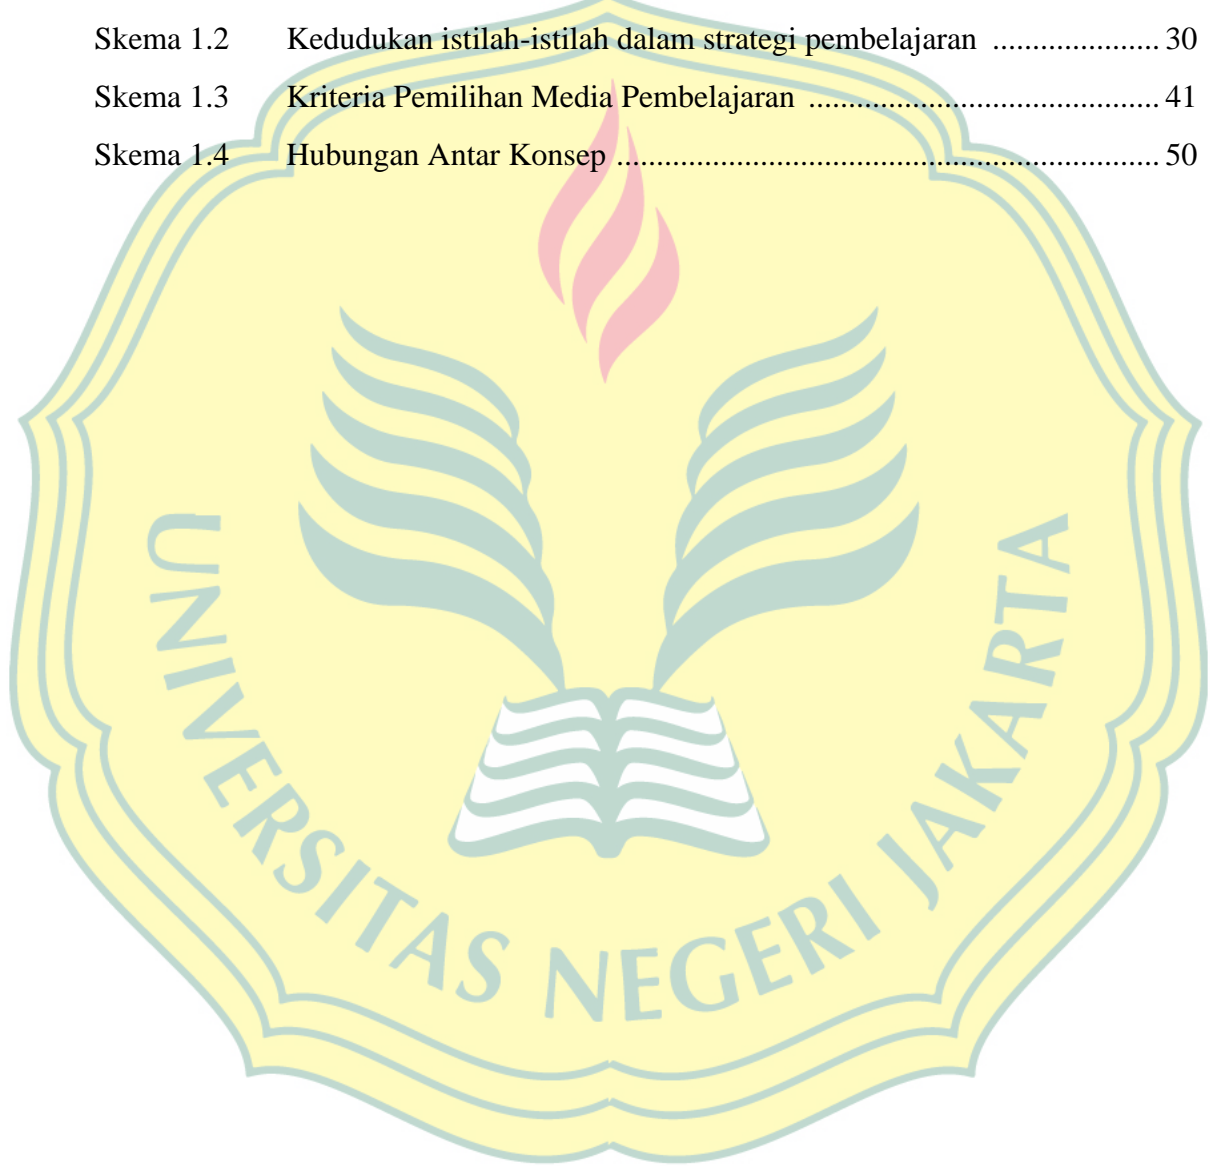 Skema 1.2 Kedudukan istilah-istilah dalam strategi pembelajaran ..................... 30
Skema 1.3 Kriteria Pemilihan Media Pembelajaran ........................................... 41
Skema 1.4 Hubungan Antar Konsep ................................................................... 50
UNIVERSITAS NEGERI JAKARTA